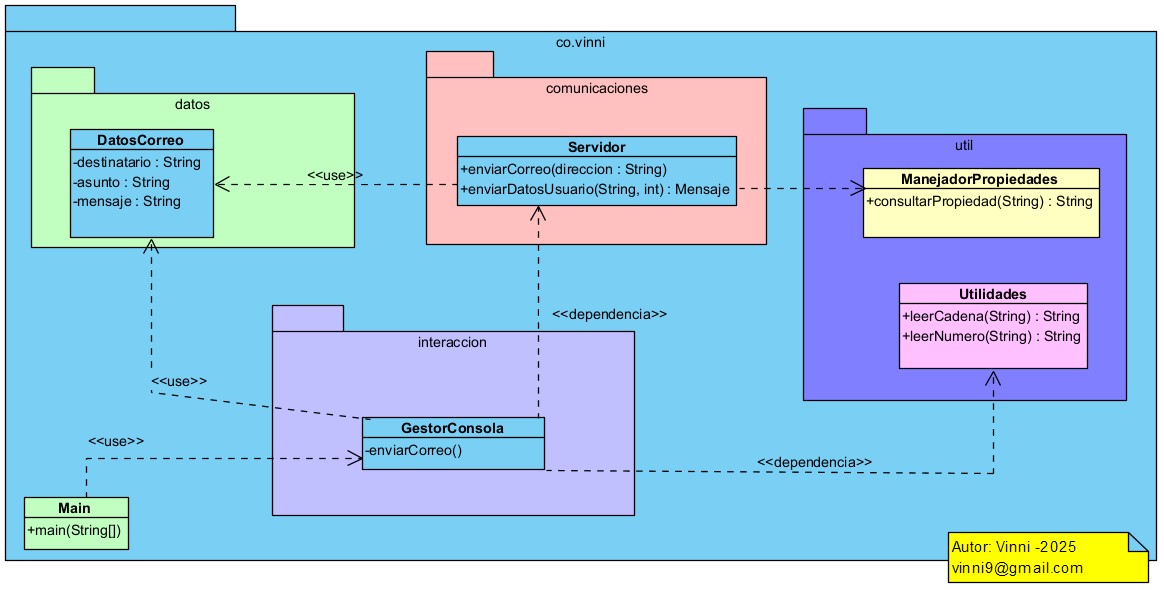 co.vinni
datos
DatosCorreo
-destinatario : String
-asunto : String
-mensaje : String
comunicaciones
Servidor
+enviarCorreo(direccion : String)
+enviarDatosUsuario(String, int) : Mensaje
util
ManejadorPropiedades
+consultarPropiedad(String) : String
Utilidades
+leerCadena(String) : String
+leerNumero(String) : String
<<use>>
<<dependencia>>
interaccion
GestorConsola
-enviarCorreo()
<<use>>
<<use>>
<<dependencia>>
Main
+main(String[])
Autor: Vinni -2025
vinni9@gmail.com